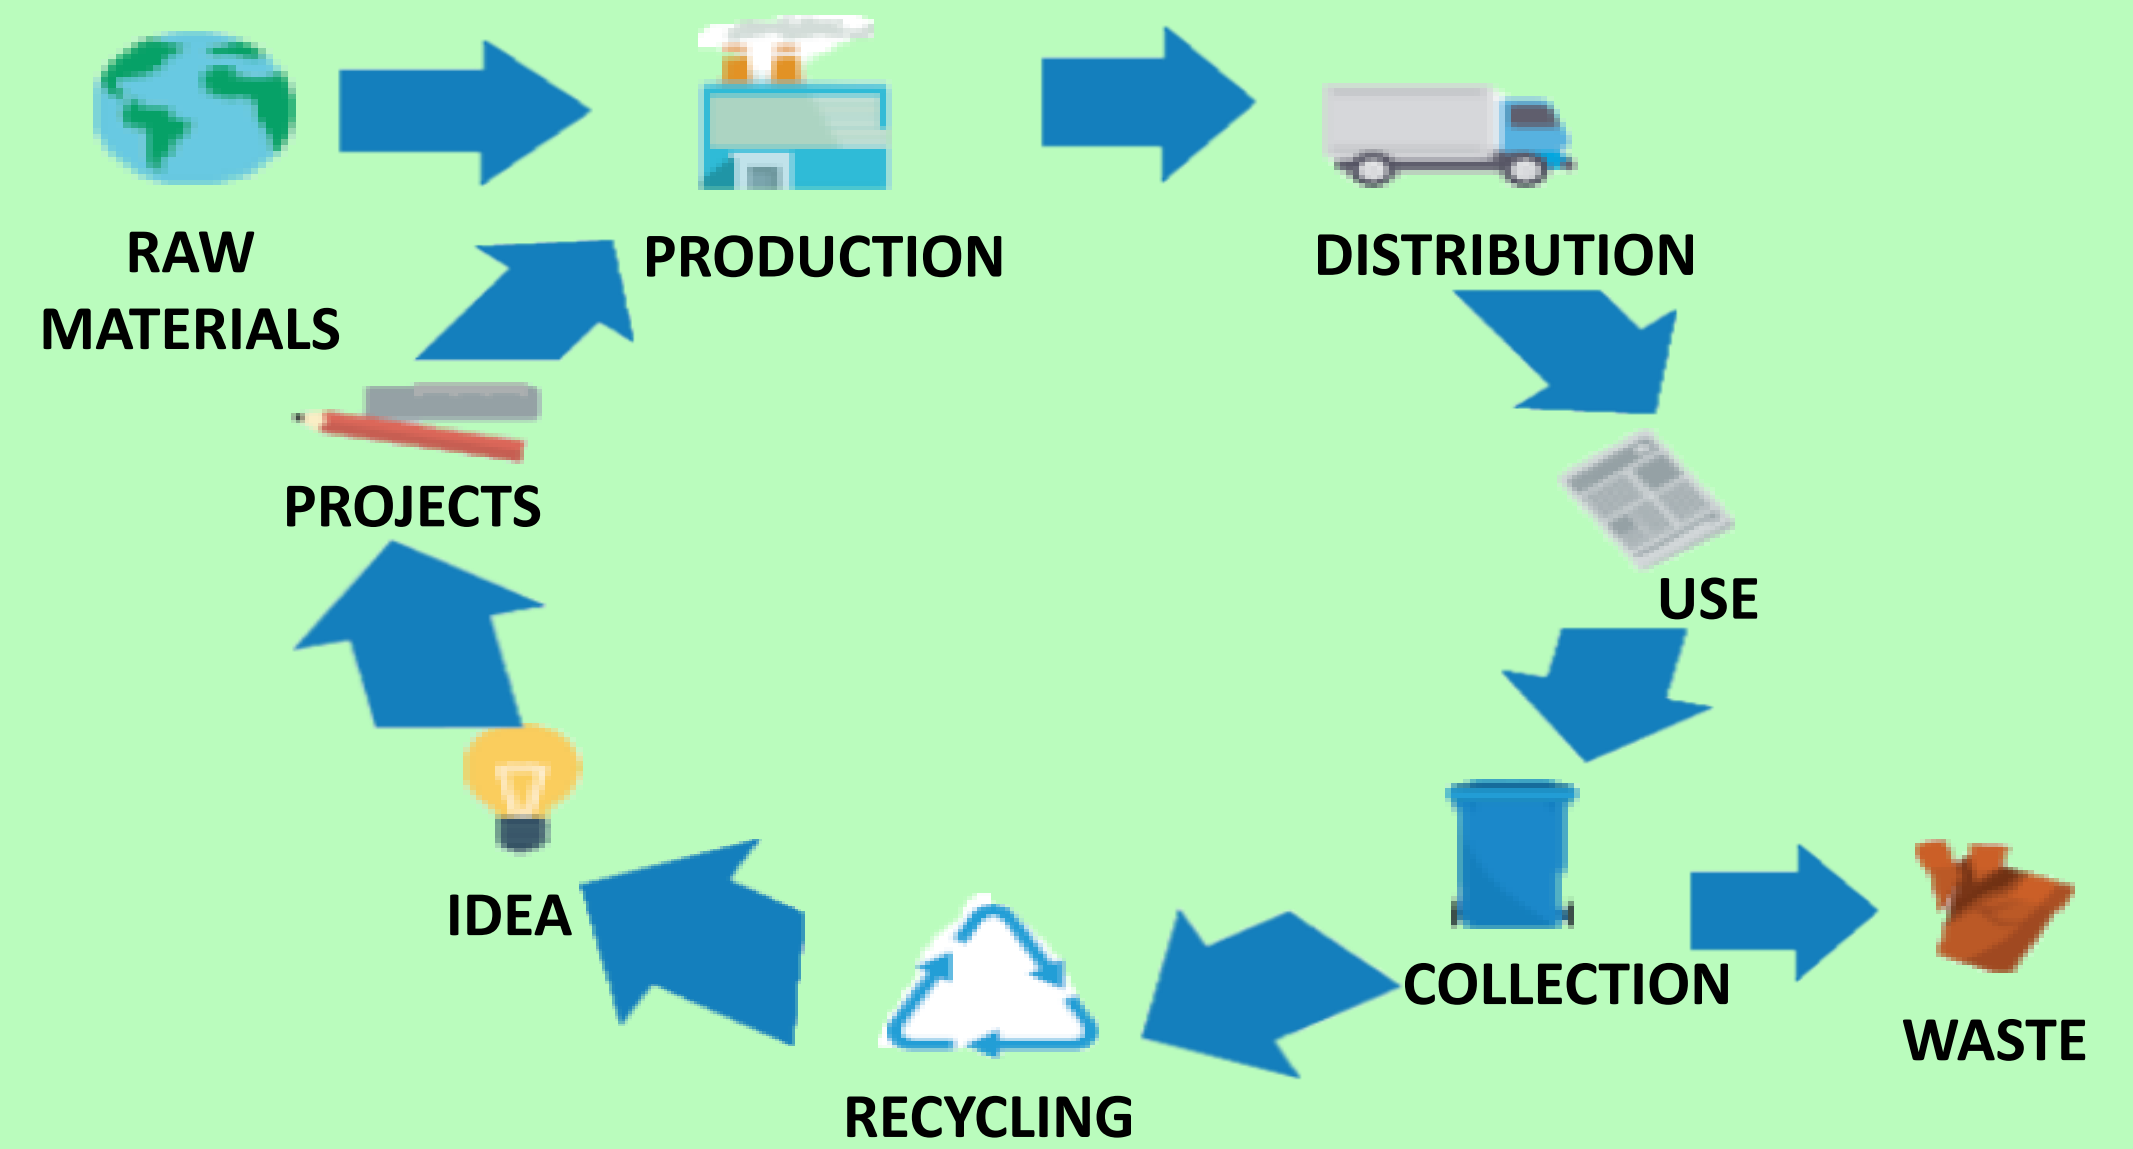 RAW
MATERIALS
PRODUCTION
DISTRIBUTION
PROJECTS
USE
IDEA
COLLECTION
WASTE
RECYCLING